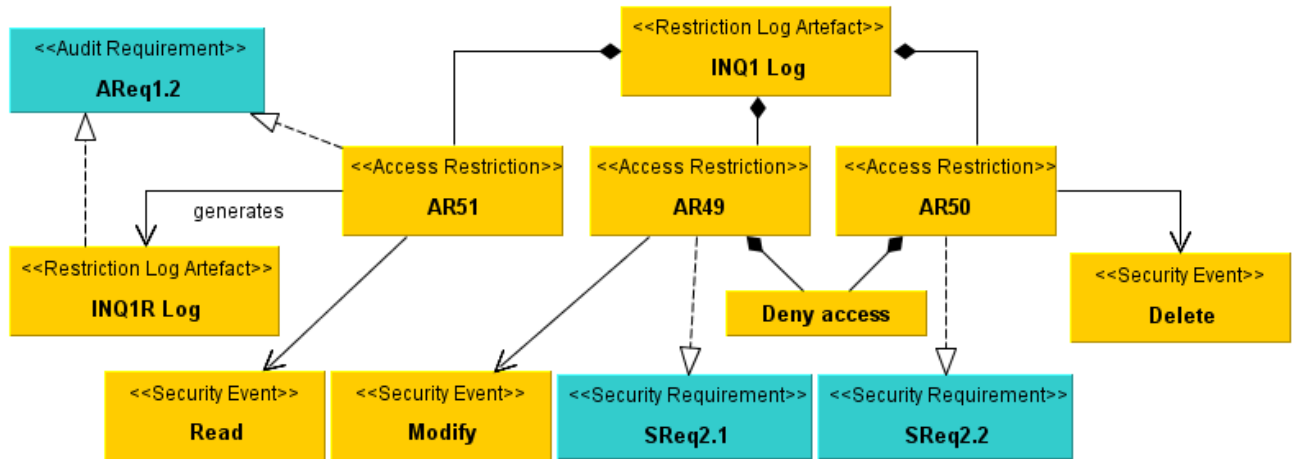 <<Restriction Log Artefact>>
INQ1 Log
<<Audit Requirement>>
AReq1.2
<<Access Restriction>>
AR51
<<Access Restriction>>
AR49
<<Access Restriction>>
AR50
generates
<<Restriction Log Artefact>>
INQ1R Log
Deny access
<<Security Event>>
Delete
<<Security Event>>
Read
<<Security Event>>
Modify
<<Security Requirement>>
SReq2.1
<<Security Requirement>>
SReq2.2